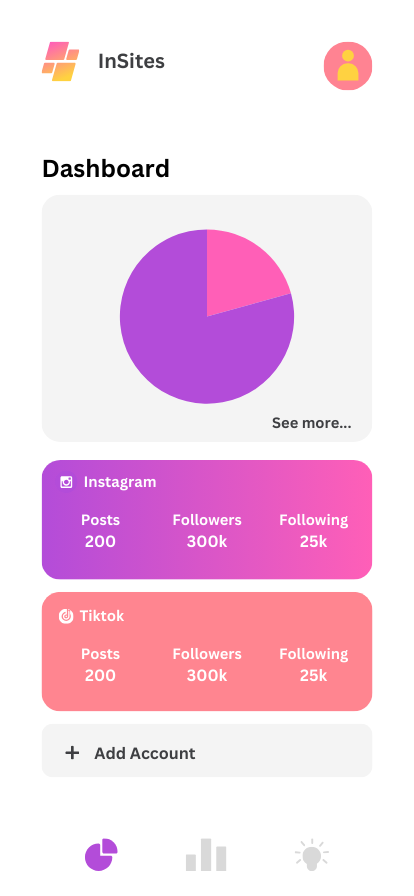 InSites
Dashboard
See more...
Instagram
Posts Followers Following
200 300k 25k
Tiktok
Posts Followers Following
200 300k 25k
+ Add Account